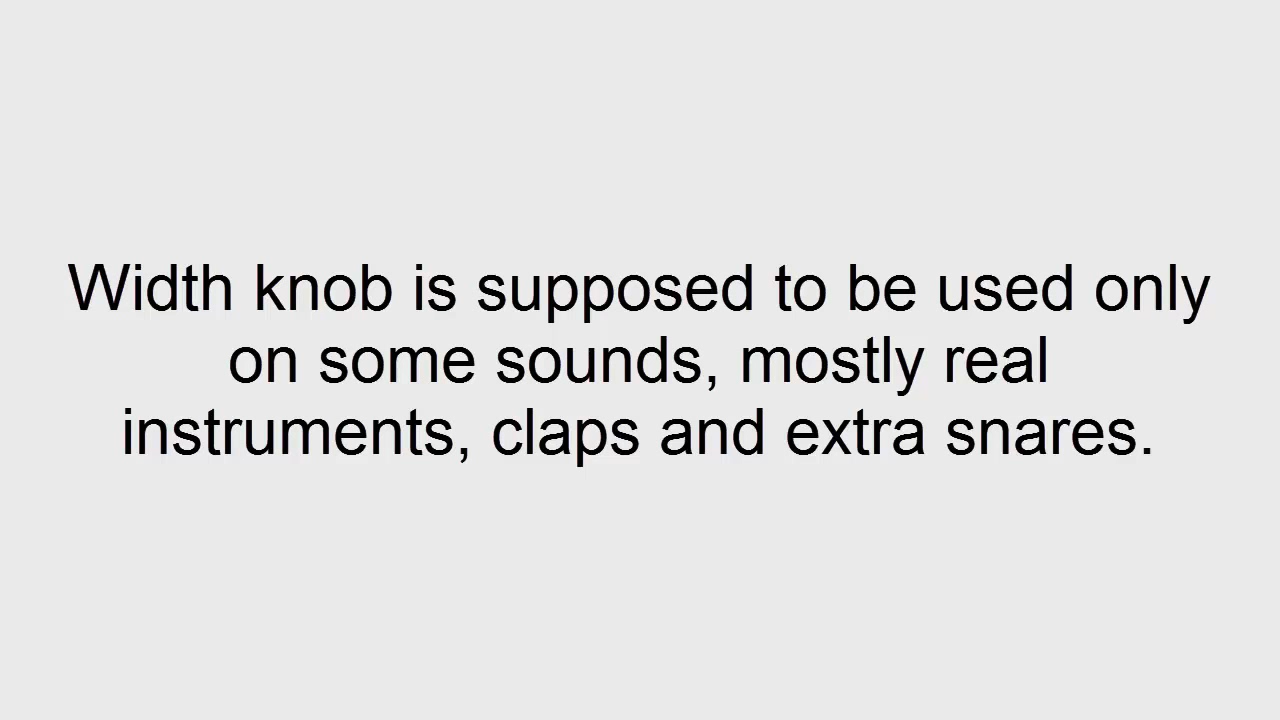 Width knob is supposed to be used only
on some sounds, mostly real
instruments, claps and extra snares.